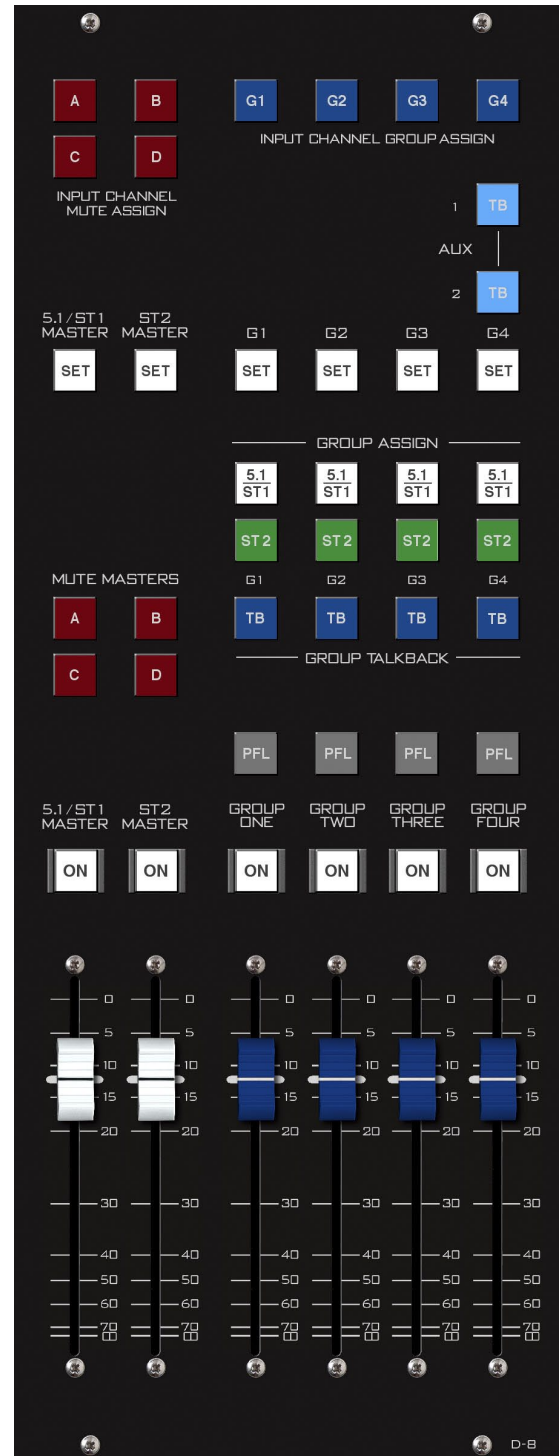 A B G1 G2 G3 G4
INPUT CHANNEL GROUP ASSIGN
C D
INPUT CHANNEL
MUTE ASSIGN
1 TB
AUX
2 TB
5.1/ST1 MASTER ST2 MASTER G1 G2 G3 G4
SET SET SET SET SET SET
GROUP ASSIGN
5.1 5.1 5.1 5.1
ST1 ST1 ST1 ST1
ST2 ST2 ST2 ST2
MUTE MASTERS G1 G2 G3 G4
A B TB TB TB TB
GROUP TALKBACK
C D
PFL PFL PFL PFL
5.1/ST1 ST2 GROUP GROUP GROUP GROUP
MASTER MASTER ONE TWO THREE FOUR
ON ON ON ON ON ON
0 0 0 0 0 0
5 5 5 5 5 5
10 10 10 10 10 10
15 15 15 15 15 15
20 20 20 20 20 20
30 30 30 30 30 30
40 40 40 40 40 40
50 50 50 50 50 50
60 60 60 60 60 60
70 70 70 70 70 70
∞ ∞ ∞ ∞ ∞ ∞
D-8